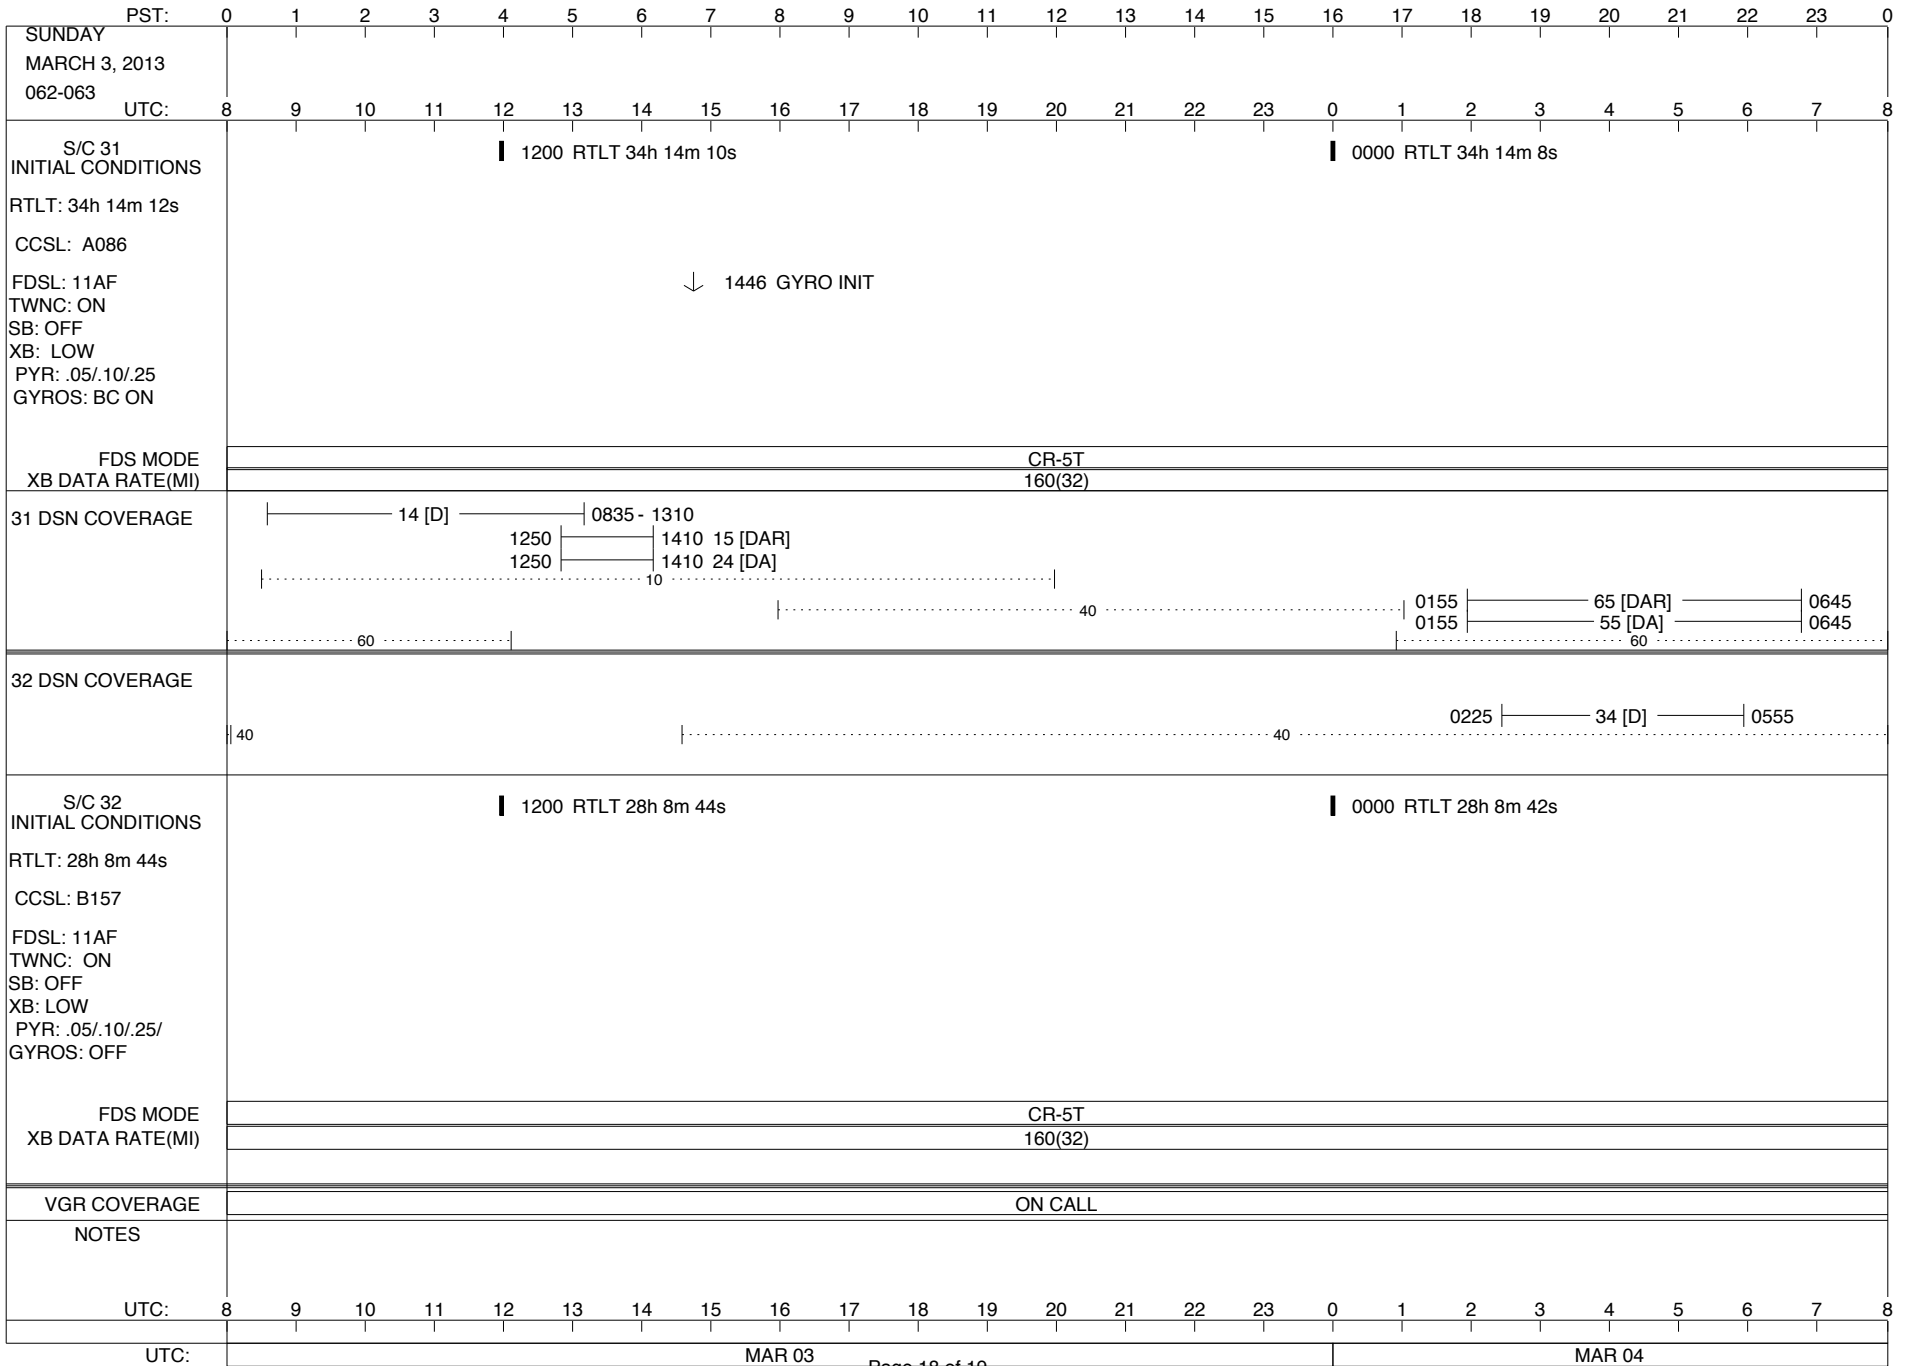 PST: 0 1 2 3 4 5 6 7 8 9 10 11 12 13 14 15 16 17 18 19 20 21 22 23 0
SUNDAY
MARCH 3, 2013
062-063
UTC: 8 9 10 11 12 13 14 15 16 17 18 19 20 21 22 23 0 1 2 3 4 5 6 7 8
S/C 31
INITIAL CONDITIONS
1200 RTLT 34h 14m 10s
0000 RTLT 34h 14m 8s
RTLT: 34h 14m 12s
CCSL: A086
FDSL: 11AF
1446 GYRO INIT
TWNC: ON
SB: OFF
XB: LOW
PYR: .05/.10/.25
GYROS: BC ON
FDS MODE CR-5T
XB DATA RATE(MI) 160(32)
31 DSN COVERAGE
14 [D] 0835 - 1310
1250 1410 15 [DAR]
1250 1410 24 [DA]
10
40
0155 65 [DAR] 0645
0155 55 [DA] 0645
60
60
32 DSN COVERAGE
0225 34 [D] 0555
40
40
S/C 32
INITIAL CONDITIONS
1200 RTLT 28h 8m 44s
0000 RTLT 28h 8m 42s
RTLT: 28h 8m 44s
CCSL: B157
FDSL: 11AF
TWNC: ON
SB: OFF
XB: LOW
PYR: .05/.10/.25/
GYROS: OFF
FDS MODE CR-5T
XB DATA RATE(MI) 160(32)
VGR COVERAGE ON CALL
NOTES
UTC: 8 9 10 11 12 13 14 15 16 17 18 19 20 21 22 23 0 1 2 3 4 5 6 7 8
UTC: MAR 03 MAR 04
Page 18 of 19